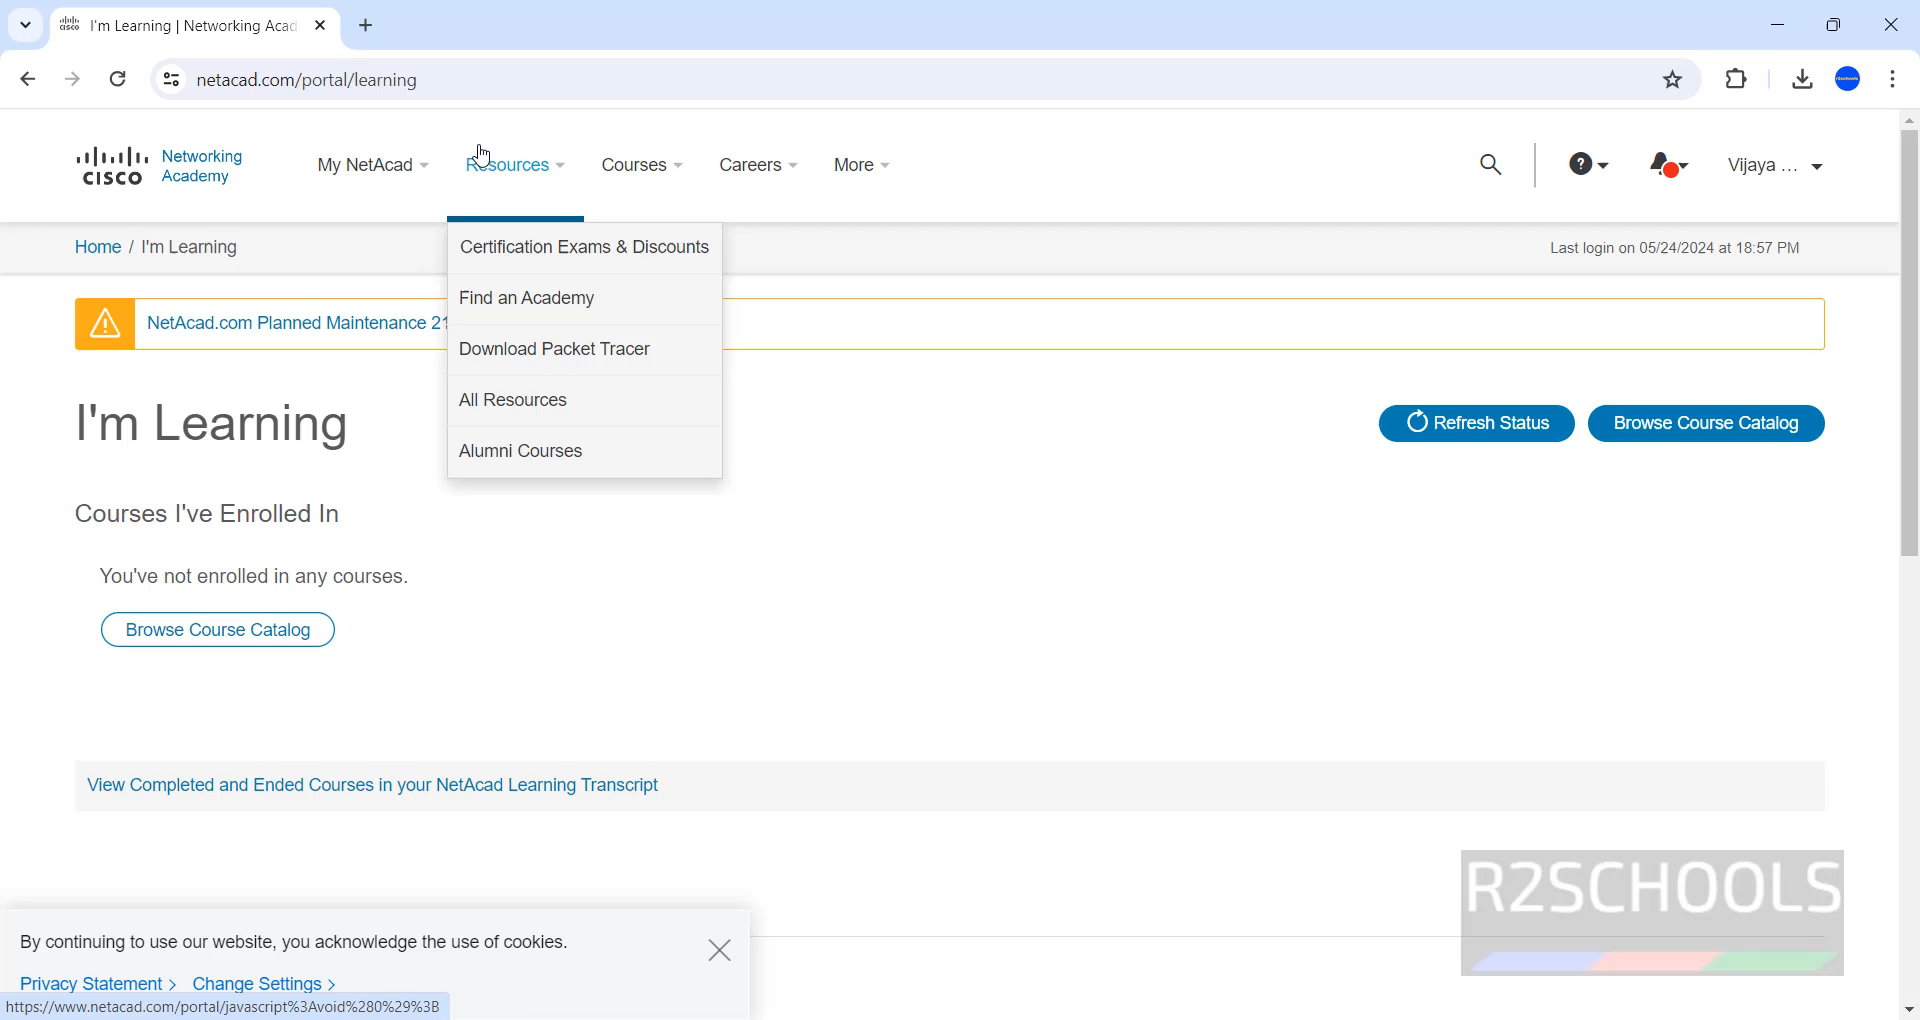 I'm Learning | Networking Acad
netacad.com/portal/learning
CISCO
Networking
Academy
My NetAcad
Resources
Courses
Careers
More
Vijaya ...
Home / I'm Learning
Last login on 05/24/2024 at 18:57 PM
Certification Exams & Discounts
Find an Academy
Download Packet Tracer
All Resources
Alumni Courses
NetAcad.com Planned Maintenance 21
I'm Learning
Refresh Status
Browse Course Catalog
Courses I've Enrolled In
You've not enrolled in any courses.
Browse Course Catalog
View Completed and Ended Courses in your NetAcad Learning Transcript
R2SCHOOLS
By continuing to use our website, you acknowledge the use of cookies.
Privacy Statement > Change Settings >
https://www.netacad.com/portal/javascript%3Avoid%280%29%3B